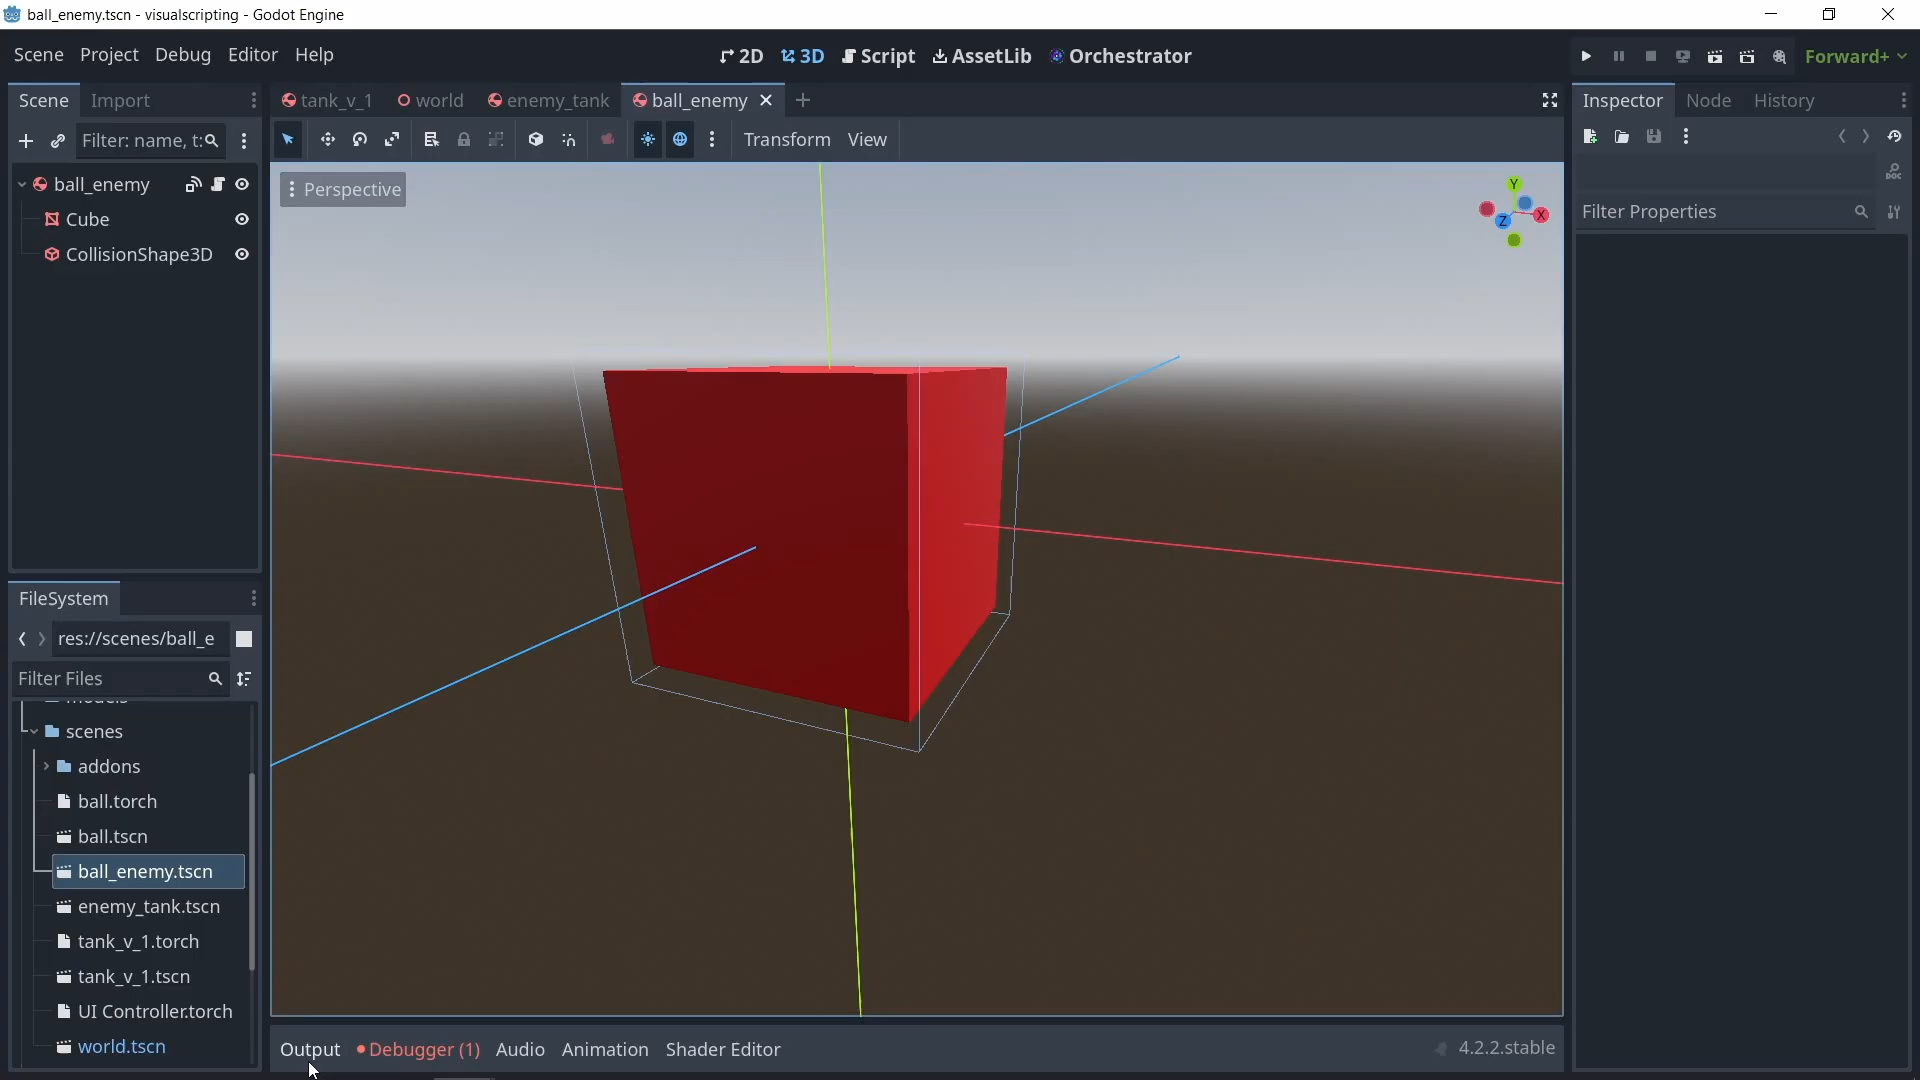 ball_enemy.tscn - visualscripting - Godot Engine
Scene Project Debug Editor Help
2D 3D Script AssetLib Orchestrator
Forward+
Scene Import
tank_v_1 world enemy_tank ball_enemy
Inspector Node History
Filter: name, t:
Transform View
ball_enemy
Perspective
Y
X
Z
DOC
Filter Properties
Cube
CollisionShape3D
FileSystem
res://scenes/ball_e
Filter Files
models
scenes
addons
ball.torch
ball.tscn
ball_enemy.tscn
enemy_tank.tscn
tank_v_1.torch
tank_v_1.tscn
UI Controller.torch
world.tscn
Output Debugger (1) Audio Animation Shader Editor
4.2.2.stable